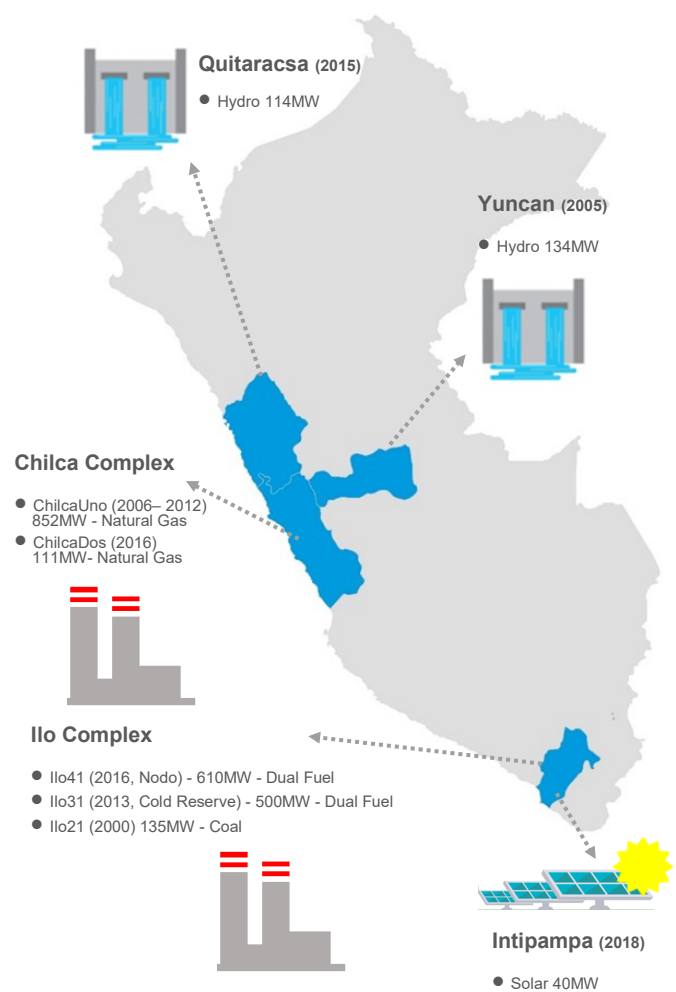 Quitaracsa (2015)
● Hydro 114MW
Yuncan (2005)
● Hydro 134MW
Chilca Complex
● ChilcaUno (2006– 2012)
852MW - Natural Gas
● ChilcaDos (2016)
111MW- Natural Gas
Ilo Complex
● Ilo41 (2016, Nodo) - 610MW - Dual Fuel
● Ilo31 (2013, Cold Reserve) - 500MW - Dual Fuel
● Ilo21 (2000) 135MW - Coal
Intipampa (2018)
● Solar 40MW